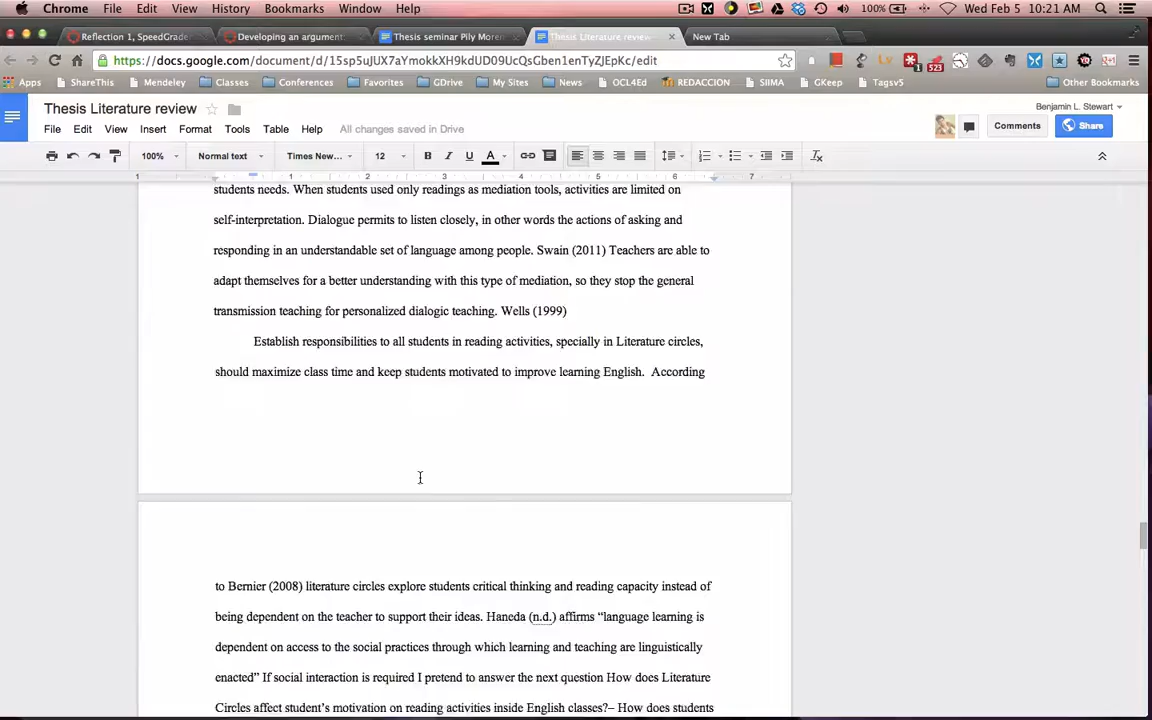 Chrome File Edit View History Bookmarks Window Help 100% Wed Feb 5 10:21 AM
Reflection 1, SpeedGrade Developing an argument: Thesis seminar Pily Moren Thesis Literature review New Tab
https://docs.google.com/document/d/15sp5uJUX7aYmokkXH9kdUD09UcQsGben1enTyZJEpKc/edit 523
Apps ShareThis Mendeley Classes Conferences GDrive Favorites My Sites News OCL4Ed REDACCION SIIMA GKeep Tagsv5 Other Bookmarks
Thesis Literature review Benjamin L. Stewart
File Edit View Insert Format Tools Table Help All changes saved in Drive Comments Share
100% Normal text Times New... 12 B I U A
1 1 2 3 4 5 6 7
students needs. When students used only readings as mediation tools, activities are limited on
self-interpretation. Dialogue permits to listen closely, in other words the actions of asking and
responding in an understandable set of language among people. Swain (2011) Teachers are able to
adapt themselves for a better understanding with this type of mediation, so they stop the general
transmission teaching for personalized dialogic teaching. Wells (1999)
Establish responsibilities to all students in reading activities, specially in Literature circles,
should maximize class time and keep students motivated to improve learning English. According
to Bernier (2008) literature circles explore students critical thinking and reading capacity instead of
being dependent on the teacher to support their ideas. Haneda (n.d.) affirms “language learning is
dependent on access to the social practices through which learning and teaching are linguistically
enacted” If social interaction is required I pretend to answer the next question How does Literature
Circles affect student’s motivation on reading activities inside English classes?– How does students